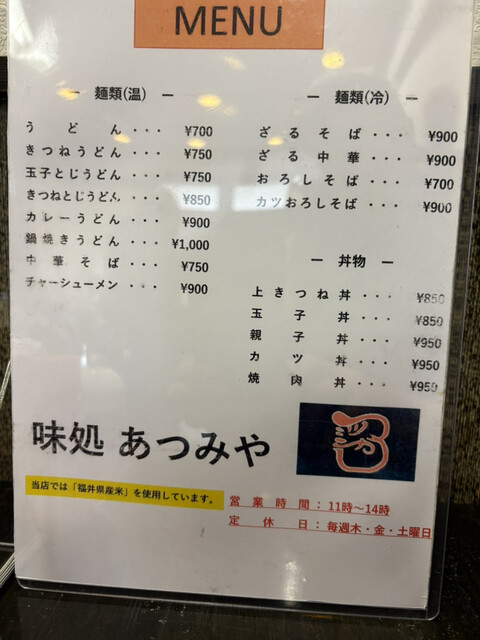 MENU
ー 麺類(温) ー
うどん・・・ ¥700
きつねうどん・・・ ¥750
玉子とじうどん・・・ ¥750
きつねとじうどん・・・ ¥850
カレーうどん・・・ ¥900
鍋焼きうどん・・・ ¥1,000
中華そば・・・ ¥750
チャーシューメン・・・ ¥900
ー 麺類(冷) ー
ざるそば・・・ ¥900
ざる中華・・・ ¥900
おろしそば・・・ ¥700
カツおろしそば・・・ ¥900
ー 丼物 ー
上きつね丼・・・ ¥850
玉子丼・・・ ¥850
親子丼・・・ ¥950
カツ丼・・・ ¥950
焼肉丼・・・ ¥950
味処 あつみや
当店では「福井県産米」を使用しています。
営業時間：11時～14時
定休日：毎週木・金・土曜日